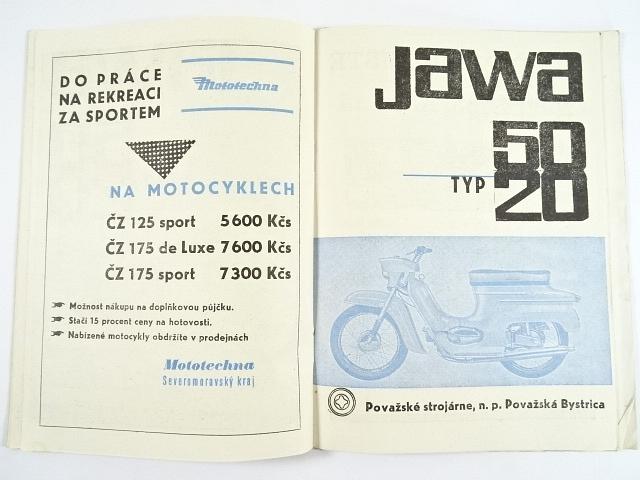 DO PRÁCE
NA REKREACI
ZA SPORTEM
Mototechna
NA MOTOCYKLECH
ČZ 125 sport 5600 Kčs
ČZ 175 de Luxe 7600 Kčs
ČZ 175 sport 7300 Kčs
Možnost nákupu na doplňkovou půjčku.
Stačí 15 procent ceny na hotovosti.
Nabízené motocykly obdržíte v prodejnách
Mototechna
Severomoravský kraj
Jawa
50
TYP 20
Považské strojárne, n. p. Považská Bystrica